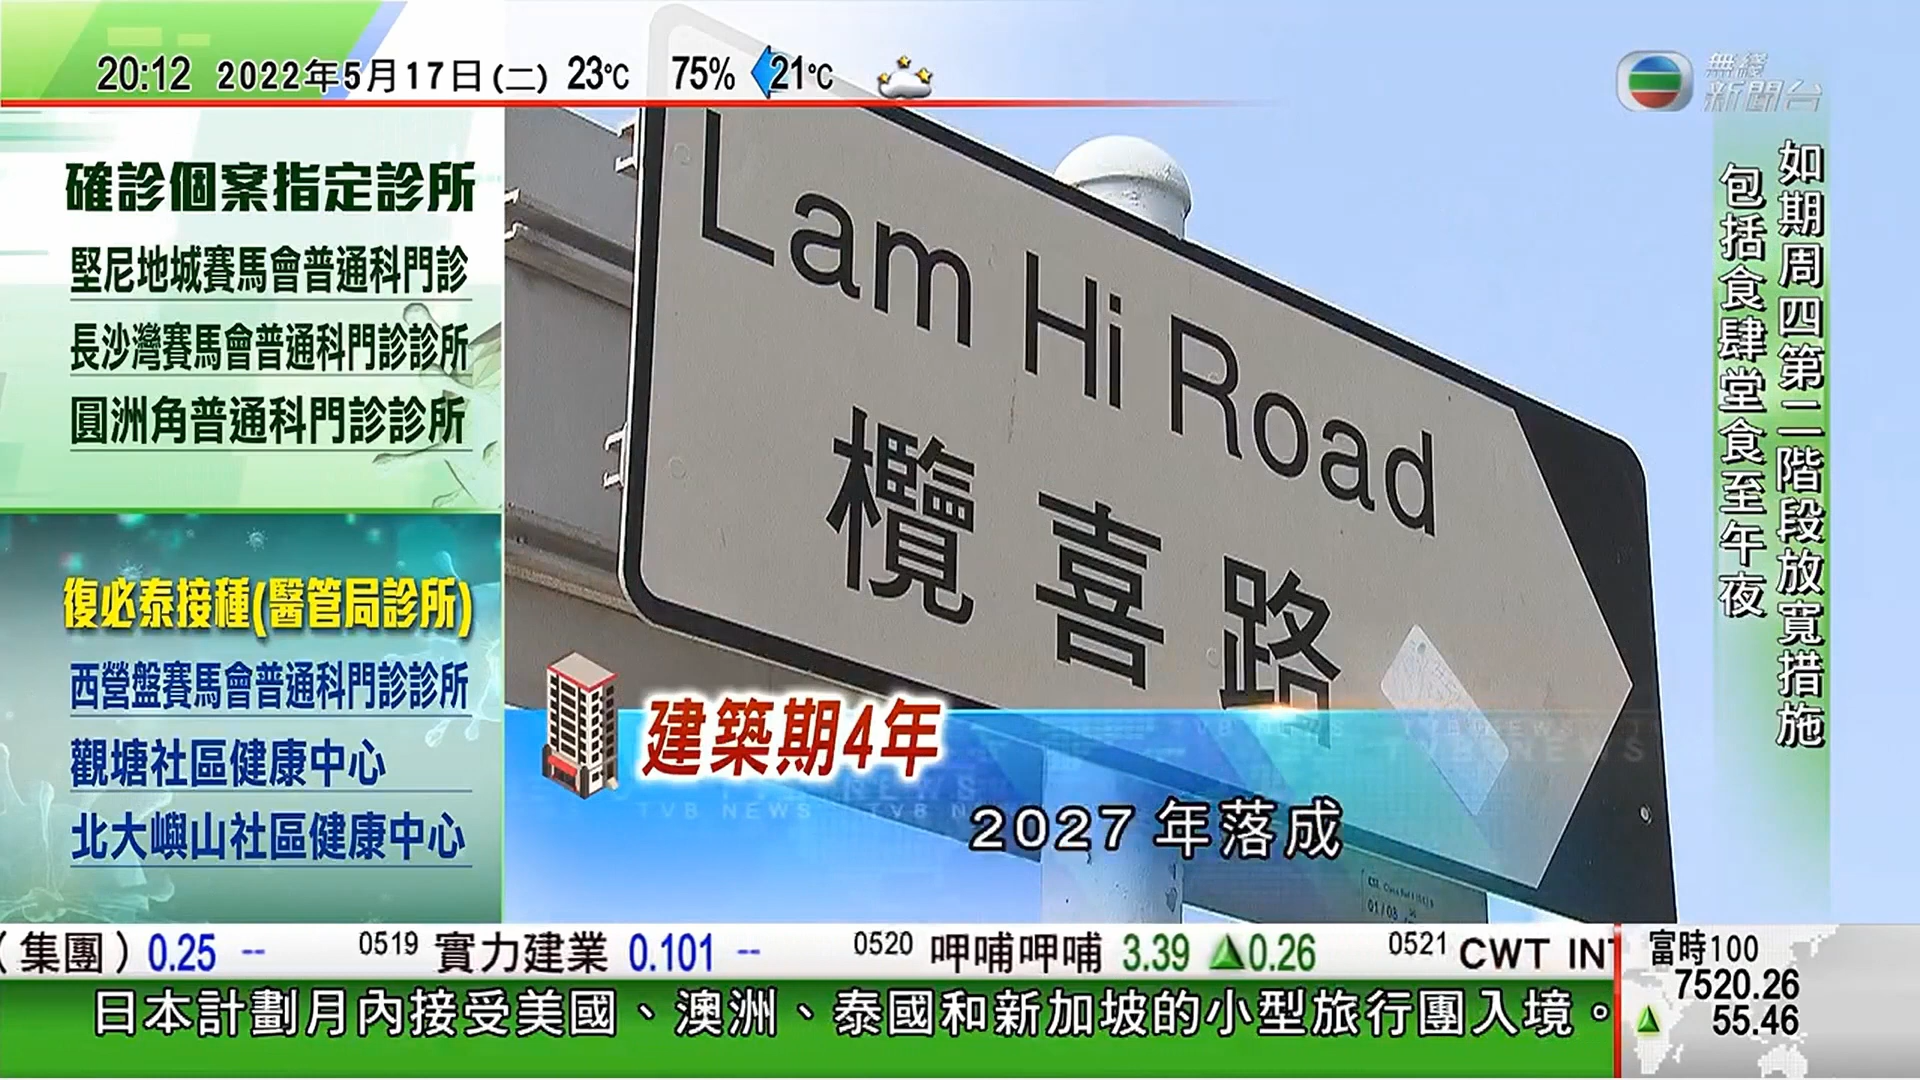 20:12 2022年5月17日(二) 23℃ 75% 21℃
無綫
新聞台
確診個案指定診所
堅尼地城賽馬會普通科門診
長沙灣賽馬會普通科門診診所
圓洲角普通科門診診所
復必泰接種(醫管局診所)
西營盤賽馬會普通科門診診所
觀塘社區健康中心
北大嶼山社區健康中心
Lam Hi Road
欖喜路
建築期4年
2027年落成
TVB NEWS
TVB NEWS
如期周四第二階段放寬措施
包括食肆堂食至午夜
(集團) 0.25 -- 0519 實力建業 0.101 -- 0520 呷哺呷哺 3.39 ▲0.26 0521 CWT INT
富時100
7520.26
▲ 55.46
日本計劃月內接受美國、澳洲、泰國和新加坡的小型旅行團入境。